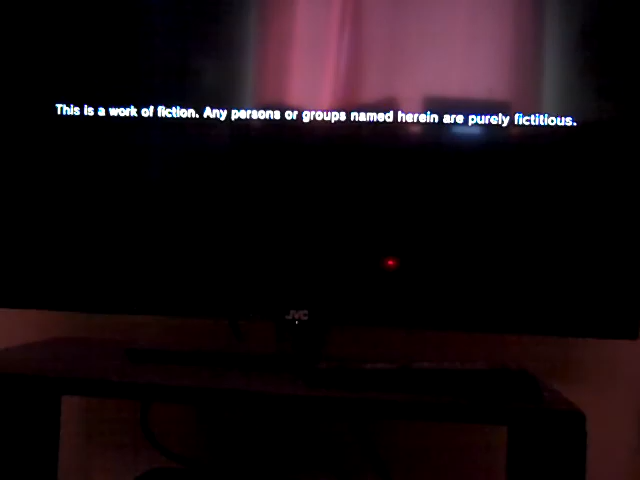 This is a work of fiction. Any persons or groups named herein are purely fictitious.
JVC